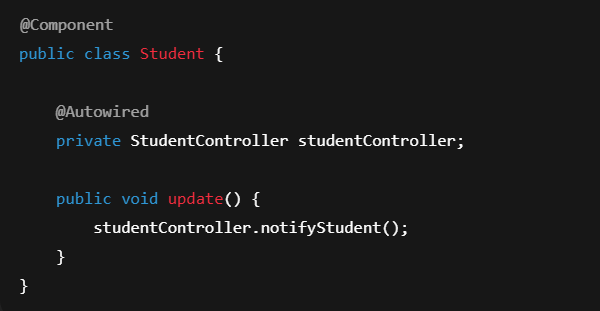 @Component
public class Student {
@Autowired
private StudentController studentController;
public void update() {
studentController.notifyStudent();
}
}